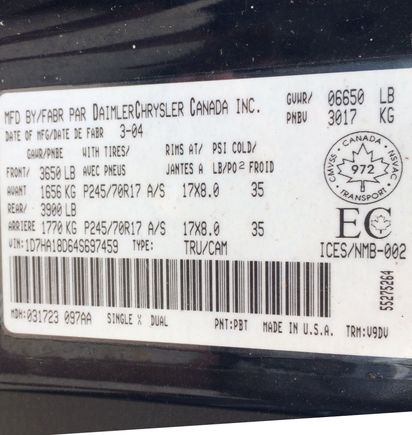 MFD BY/FABR PAR DAIMLERCHRYSLER CANADA INC. GVWR/ 06650 LB
DATE OF MFG/DATE DE FABR 3-04 PNBV 3017 KG
GAWR/PNBE WITH TIRES/ RIMS AT/ PSI COLD/
FRONT/ 3650 LB AVEC PNEUS JANTES A LB/PO2 FROID
AVANT 1656 KG P245/70R17 A/S 17X8.0 35
REAR/ 3900 LB
ARRIERE 1770 KG P245/70R17 A/S 17X8.0 35
VIN:1D7HA18D64S697459 TYPE: TRU/CAM
CANADA
CMVSS NSVAC
972
TRANSPORT
EC
ICES/NMB-002
55275264
MDH:031723 097AA SINGLE X DUAL PNT:PBT MADE IN U.S.A. TRM:V9DV